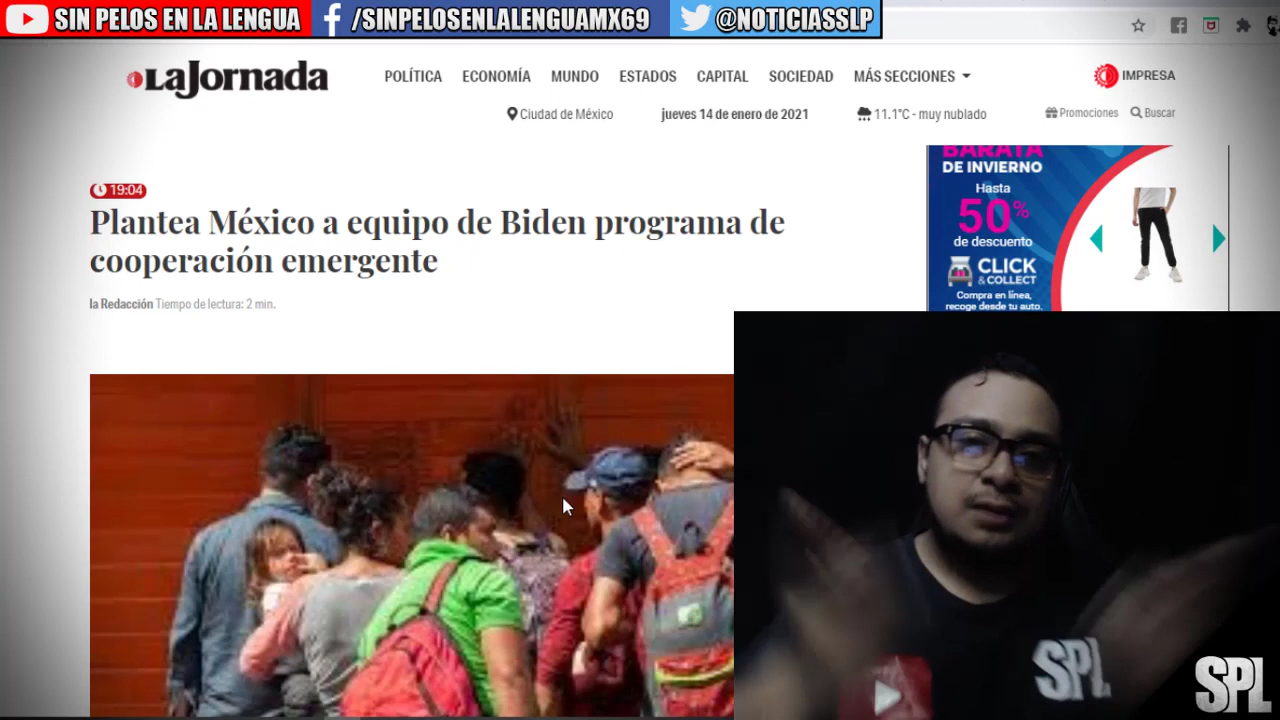 SIN PELOS EN LA LENGUA
/SINPELOSENLALENGUAMX69
@NOTICIASSLP
LaJornada
POLÍTICA ECONOMÍA MUNDO ESTADOS CAPITAL SOCIEDAD MÁS SECCIONES
IMPRESA
Ciudad de México jueves 14 de enero de 2021 11.1°C - muy nublado
Promociones Buscar
19:04
Plantea México a equipo de Biden programa de
cooperación emergente
la Redacción Tiempo de lectura: 2 min.
BARATA
DE INVIERNO
Hasta
50%
de descuento
CLICK
& COLLECT
Compra en línea,
recoge desde tu auto.
SPL
SPL